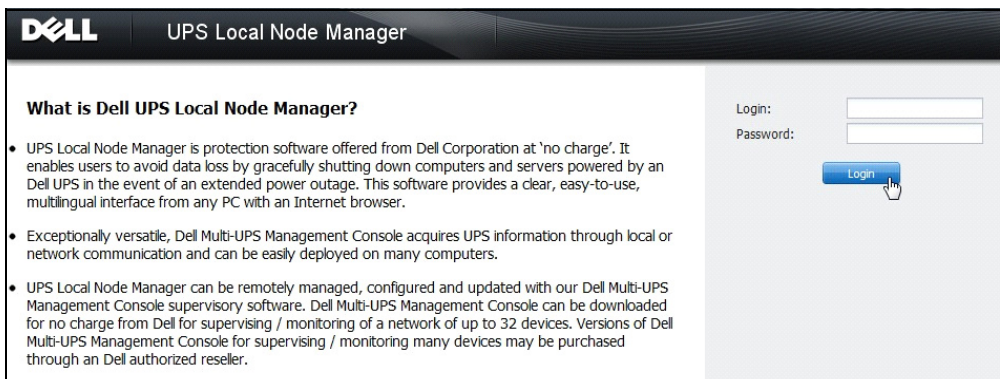 DELL UPS Local Node Manager
What is Dell UPS Local Node Manager?
• UPS Local Node Manager is protection software offered from Dell Corporation at ‘no charge’. It
enables users to avoid data loss by gracefully shutting down computers and servers powered by an
Dell UPS in the event of an extended power outage. This software provides a clear, easy-to-use,
multilingual interface from any PC with an Internet browser.
• Exceptionally versatile, Dell Multi-UPS Management Console acquires UPS information through local or
network communication and can be easily deployed on many computers.
• UPS Local Node Manager can be remotely managed, configured and updated with our Dell Multi-UPS
Management Console supervisory software. Dell Multi-UPS Management Console can be downloaded
for no charge from Dell for supervising / monitoring of a network of up to 32 devices. Versions of Dell
Multi-UPS Management Console for supervising / monitoring many devices may be purchased
through an Dell authorized reseller.
Login:
Password:
Login